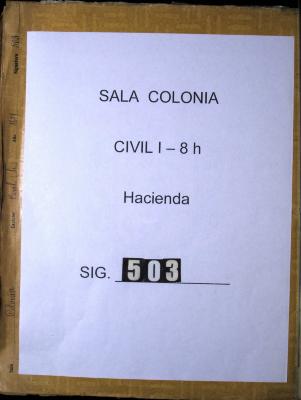 SALA COLONIA
CIVIL I – 8 h
Hacienda
SIG. 503